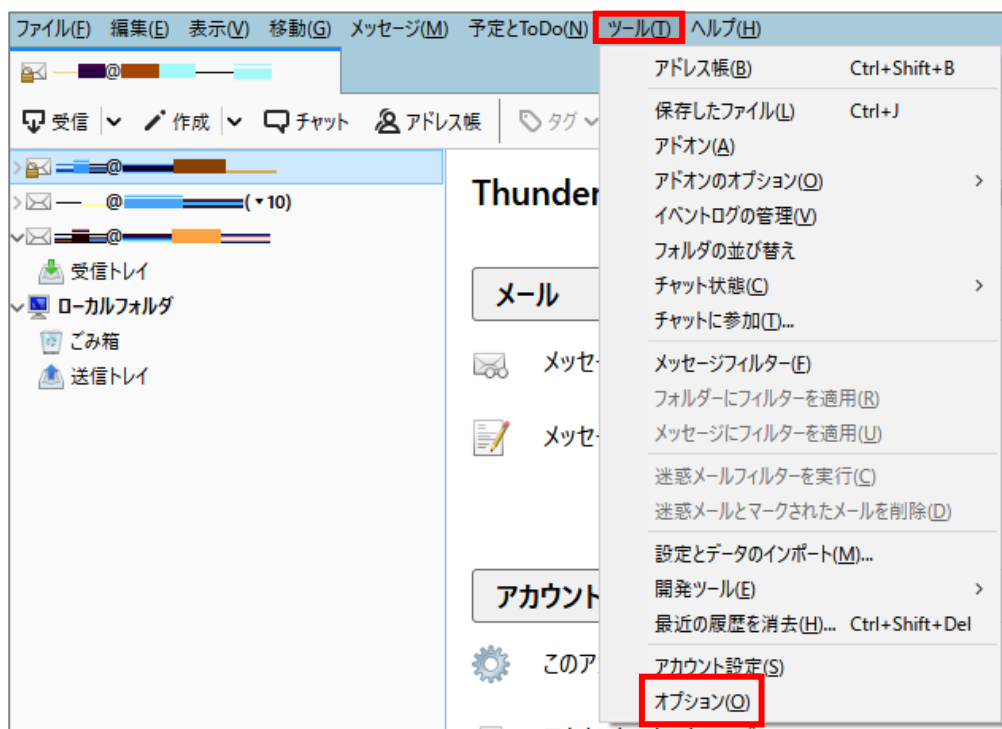 ファイル(F) 編集(E) 表示(V) 移動(G) メッセージ(M) 予定とToDo(N) ツール(T) ヘルプ(H)
@
受信 作成 チャット アドレス帳 タグ
@
@ (▾10)
@
受信トレイ
ローカルフォルダ
ごみ箱
送信トレイ
Thunder
メール
メッセー
メッセー
アカウント
このア
アドレス帳(B) Ctrl+Shift+B
保存したファイル(L) Ctrl+J
アドオン(A)
アドオンのオプション(O)
イベントログの管理(V)
フォルダの並び替え
チャット状態(C)
チャットに参加(T)...
メッセージフィルター(F)
フォルダーにフィルターを適用(R)
メッセージにフィルターを適用(U)
迷惑メールフィルターを実行(C)
迷惑メールとマークされたメールを削除(D)
設定とデータのインポート(M)...
開発ツール(E)
最近の履歴を消去(H)... Ctrl+Shift+Del
アカウント設定(S)
オプション(O)